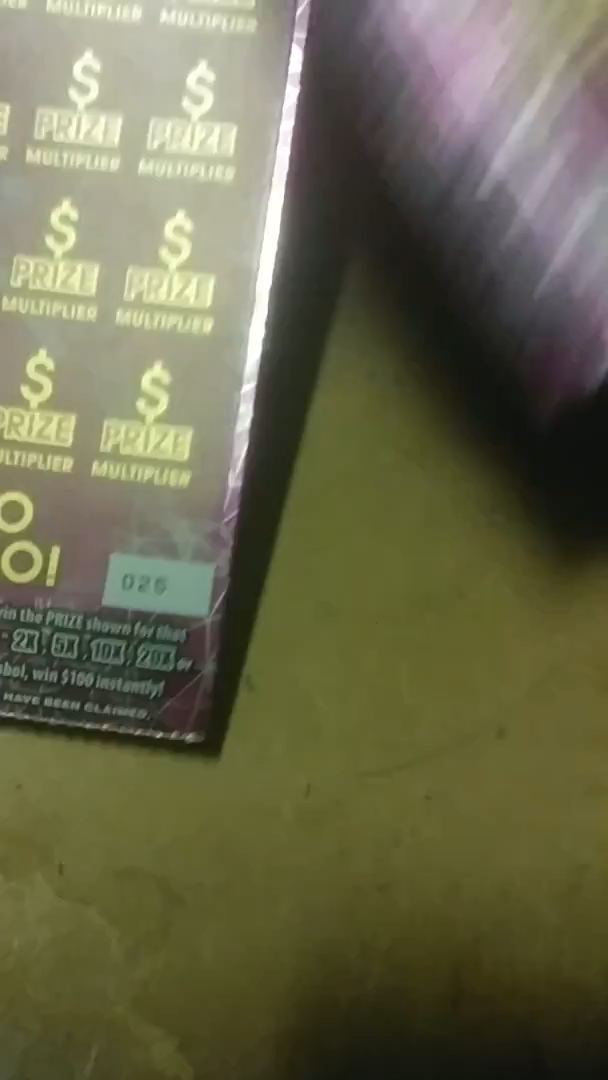 MULTIPLIER MULTIPLIER
$ $
PRIZE PRIZE
MULTIPLIER MULTIPLIER
$ $
PRIZE PRIZE
MULTIPLIER MULTIPLIER
$ $
PRIZE PRIZE
MULTIPLIER MULTIPLIER
O
O!
026
the PRIZE shown for that
2X, 5X, 10X, 20X or
win $100 instantly!
HAVE BEEN CLAIMED.